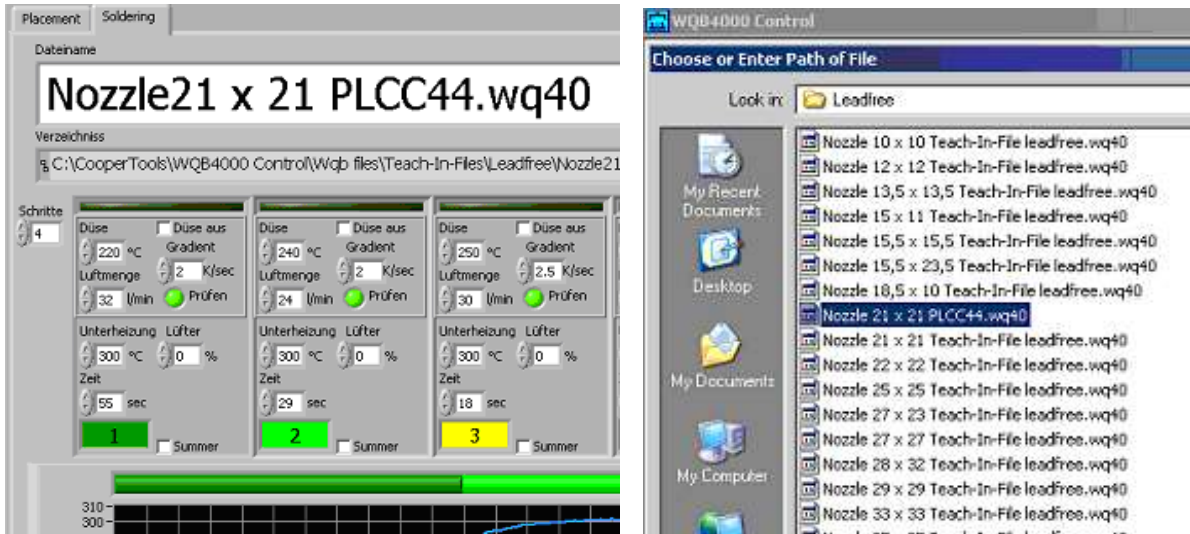 Placement Soldering
Dateiname
Nozzle21 x 21 PLCC44.wq40
Verzeichniss
C:\CooperTools\WQB4000 Control\Wqb files\Teach-In-Files\Leadfree\Nozzle21
Schritte
4
Düse Düse aus
220 °C Gradient
Luftmenge 2 K/sec
32 l/min Prüfen
Unterheizung Lüfter
300 °C 0 %
Zeit
55 sec
1 Summer
Düse Düse aus
240 °C Gradient
Luftmenge 2 K/sec
24 l/min Prüfen
Unterheizung Lüfter
300 °C 0 %
Zeit
29 sec
2 Summer
Düse Düse aus
250 °C Gradient
Luftmenge 2.5 K/sec
30 l/min Prüfen
Unterheizung Lüfter
300 °C 0 %
Zeit
18 sec
3 Summer
310
300
WQB4000 Control
Choose or Enter Path of File
Look in: Leadfree
My Recent
Documents
Desktop
My Documents
My Computer
Nozzle 10 x 10 Teach-In-File leadfree.wq40
Nozzle 12 x 12 Teach-In-File leadfree.wq40
Nozzle 13,5 x 13,5 Teach-In-File leadfree.wq40
Nozzle 15 x 11 Teach-In-File leadfree.wq40
Nozzle 15,5 x 15,5 Teach-In-File leadfree.wq40
Nozzle 15,5 x 23,5 Teach-In-File leadfree.wq40
Nozzle 18,5 x 10 Teach-In-File leadfree.wq40
Nozzle 21 x 21 PLCC44.wq40
Nozzle 21 x 21 Teach-In-File leadfree.wq40
Nozzle 22 x 22 Teach-In-File leadfree.wq40
Nozzle 25 x 25 Teach-In-File leadfree.wq40
Nozzle 27 x 23 Teach-In-File leadfree.wq40
Nozzle 27 x 27 Teach-In-File leadfree.wq40
Nozzle 28 x 32 Teach-In-File leadfree.wq40
Nozzle 29 x 29 Teach-In-File leadfree.wq40
Nozzle 33 x 33 Teach-In-File leadfree.wq40